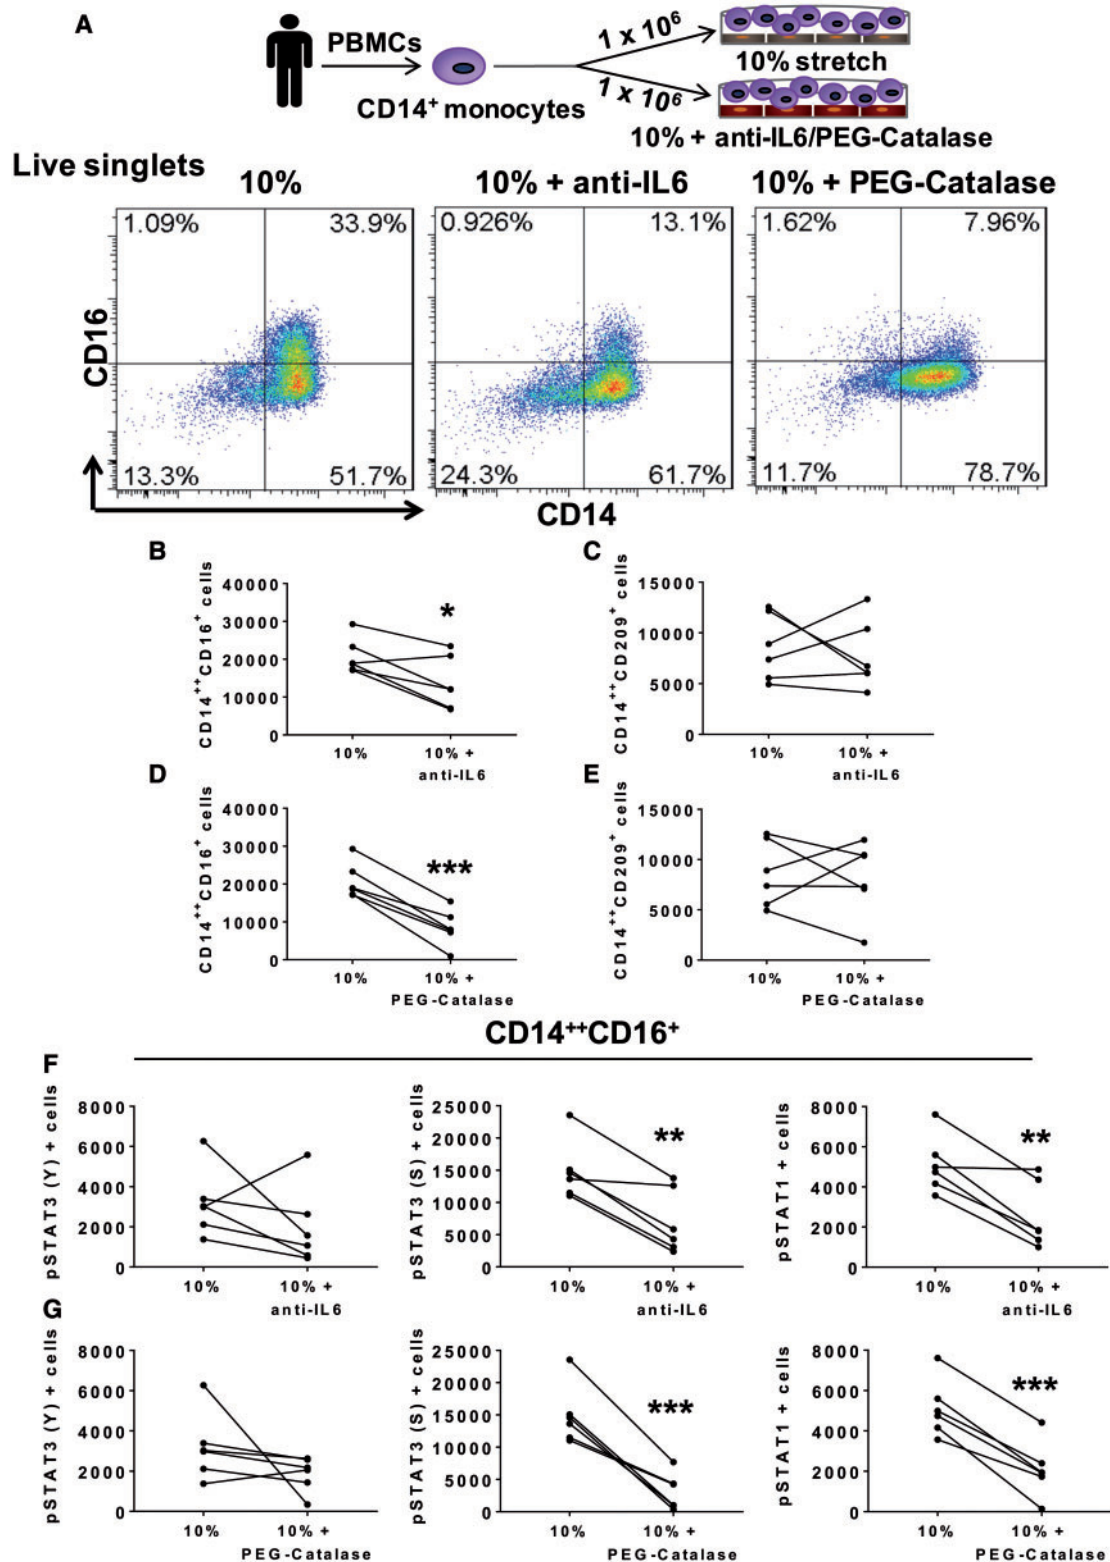 A
PBMCs
CD14⁺ monocytes
1 x 10⁶
1 x 10⁶
10% stretch
10% + anti-IL6/PEG-Catalase
Live singlets
10%
10% + anti-IL6
10% + PEG-Catalase
1.09% 33.9%
13.3% 51.7%
0.926% 13.1%
24.3% 61.7%
1.62% 7.96%
11.7% 78.7%
CD16
CD14
B
CD14⁺⁺CD16⁺ cells
40000
30000
20000
10000
0
*
10% 10% +
anti-IL6
C
CD14⁺⁺CD209⁺ cells
15000
10000
5000
0
10% 10% +
anti-IL6
D
CD14⁺⁺CD16⁺ cells
40000
30000
20000
10000
0
***
10% 10% +
PEG-Catalase
E
CD14⁺⁺CD209⁺ cells
15000
10000
5000
0
10% 10% +
PEG-Catalase
CD14⁺⁺CD16⁺
F
pSTAT3 (Y) + cells
8000
6000
4000
2000
0
10% 10% +
anti-IL6
pSTAT3 (S) + cells
25000
20000
15000
10000
5000
0
**
10% 10% +
anti-IL6
pSTAT1 + cells
8000
6000
4000
2000
0
**
10% 10% +
anti-IL6
G
pSTAT3 (Y) + cells
8000
6000
4000
2000
0
10% 10% +
PEG-Catalase
pSTAT3 (S) + cells
25000
20000
15000
10000
5000
0
***
10% 10% +
PEG-Catalase
pSTAT1 + cells
8000
6000
4000
2000
0
***
10% 10% +
PEG-Catalase